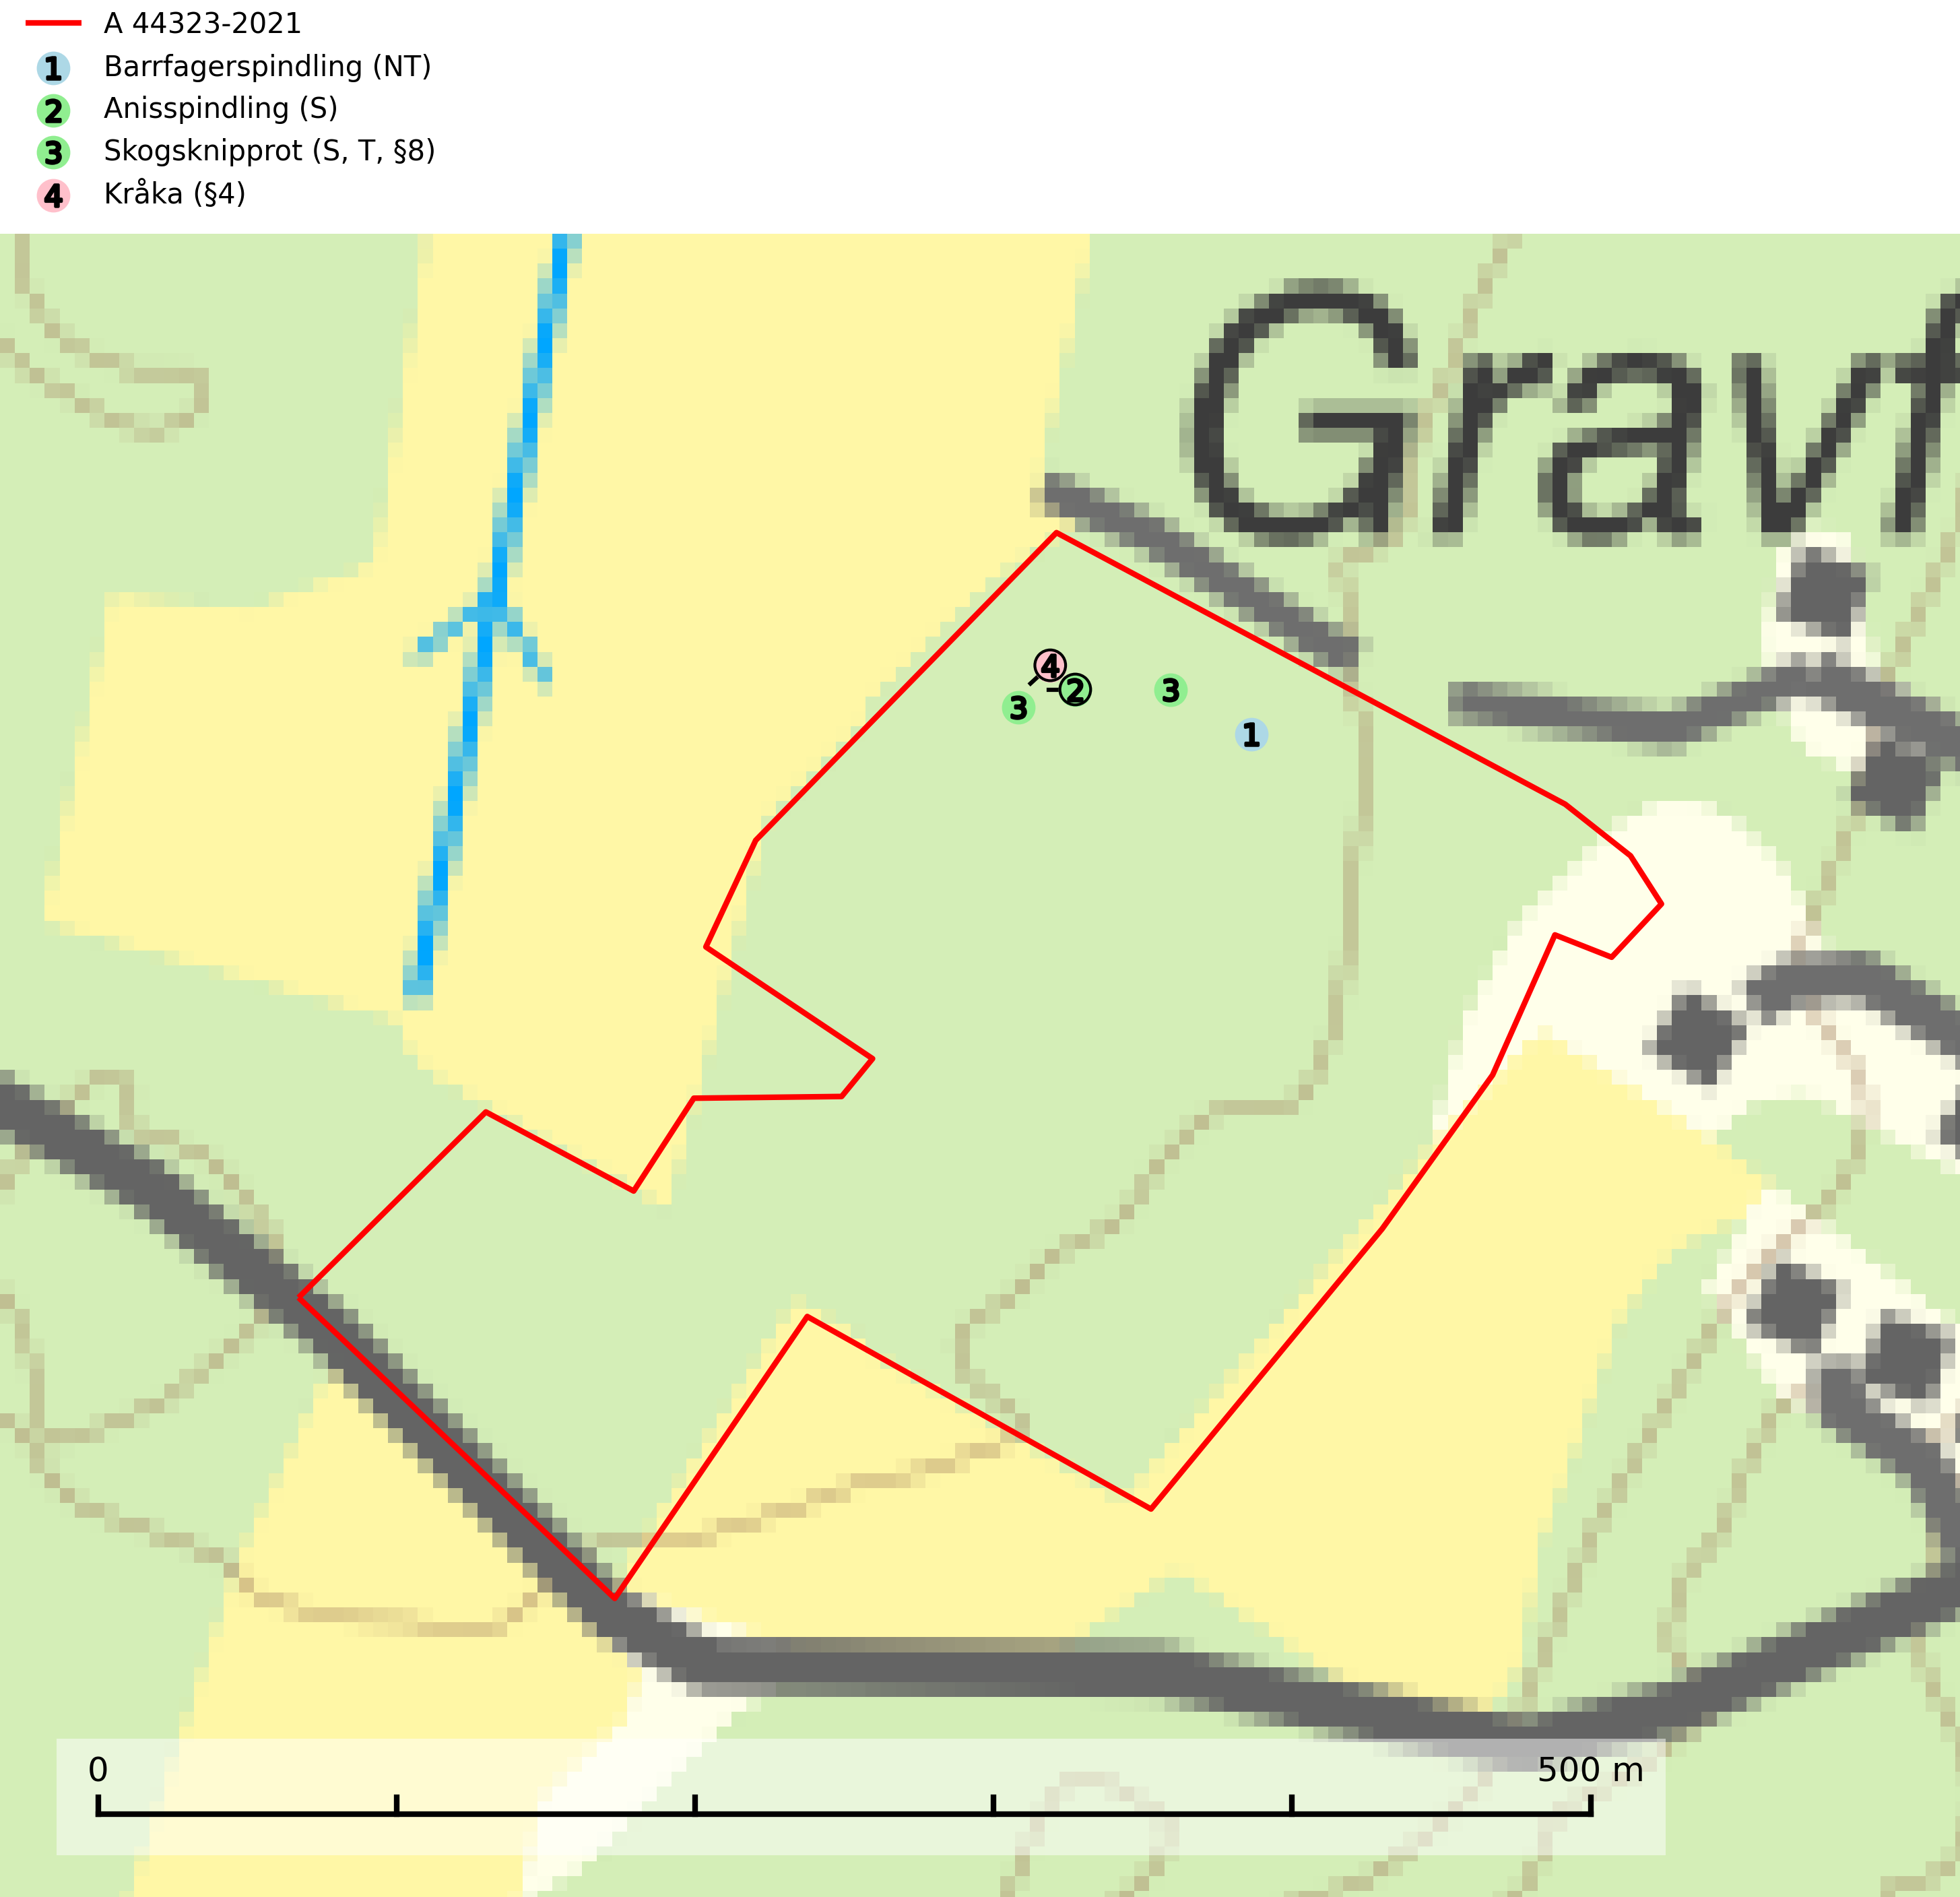 A 44323-2021
1 Barrfagerspindling (NT)
2 Anisspindling (S)
3 Skogsknipprot (S, T, §8)
4 Kråka (§4)
4
2
3
3
1
0 500 m